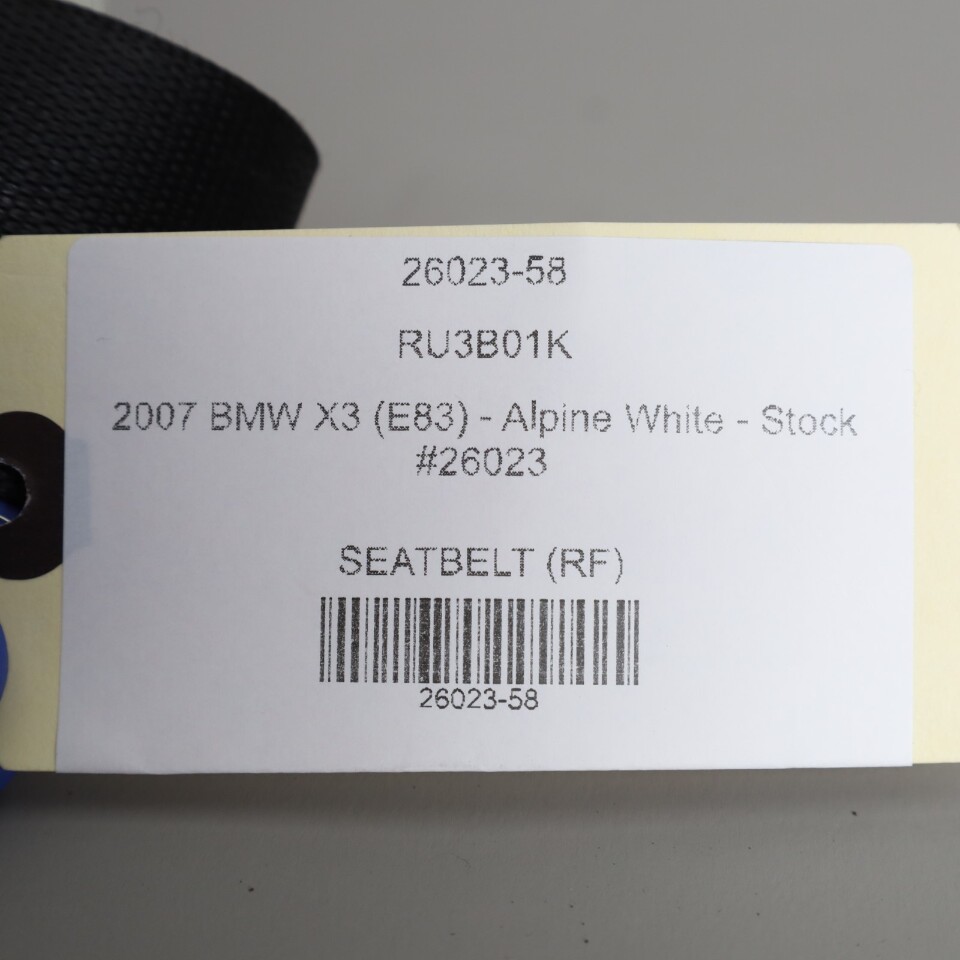 26023-58
RU3B01K
2007 BMW X3 (E83) - Alpine White - Stock
#26023
SEATBELT (RF)
26023-58